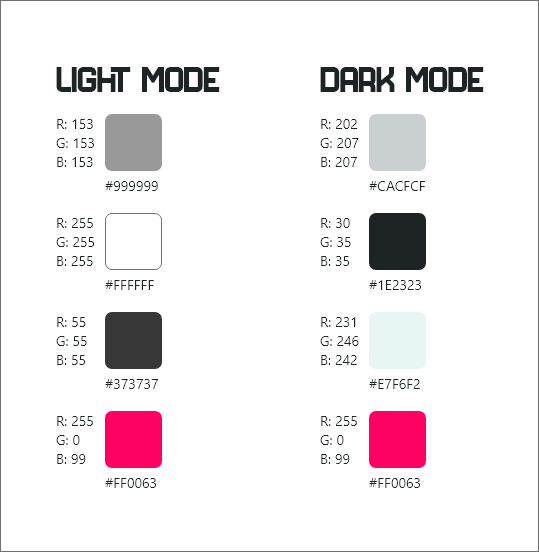 LIGHT MODE
R: 153
G: 153
B: 153
#999999
R: 255
G: 255
B: 255
#FFFFFF
R: 55
G: 55
B: 55
#373737
R: 255
G: 0
B: 99
#FF0063
DARK MODE
R: 202
G: 207
B: 207
#CACFCF
R: 30
G: 35
B: 35
#1E2323
R: 231
G: 246
B: 242
#E7F6F2
R: 255
G: 0
B: 99
#FF0063